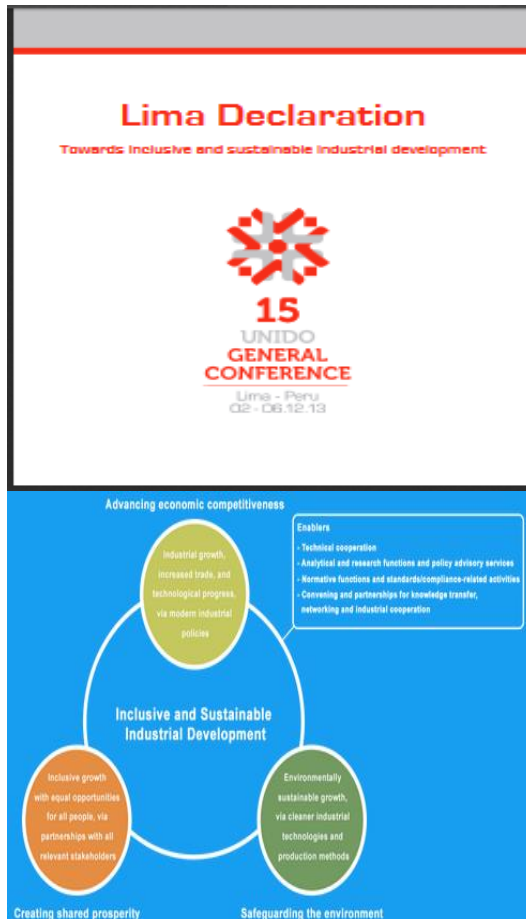 Lima Declaration
Towards inclusive and sustainable industrial development
15
UNIDO
GENERAL
CONFERENCE
Lima - Peru
02 - 06.12.13
Advancing economic competitiveness
Industrial growth,
increased trade, and
technological progress,
via modern industrial
policies
Enablers
- Technical cooperation
- Analytical and research functions and policy advisory services
- Normative functions and standards/compliance-related activities
- Convening and partnerships for knowledge transfer,
networking and industrial cooperation
Inclusive and Sustainable
Industrial Development
Inclusive growth
with equal opportunities
for all people, via
partnerships with all
relevant stakeholders
Environmentally
sustainable growth,
via cleaner industrial
technologies and
production methods
Creating shared prosperity
Safeguarding the environment